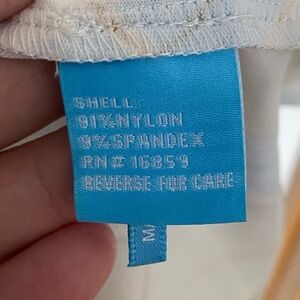 SHELL:
91%NYLON
9%SPANDEX
RN# 16859
REVERSE FOR CARE